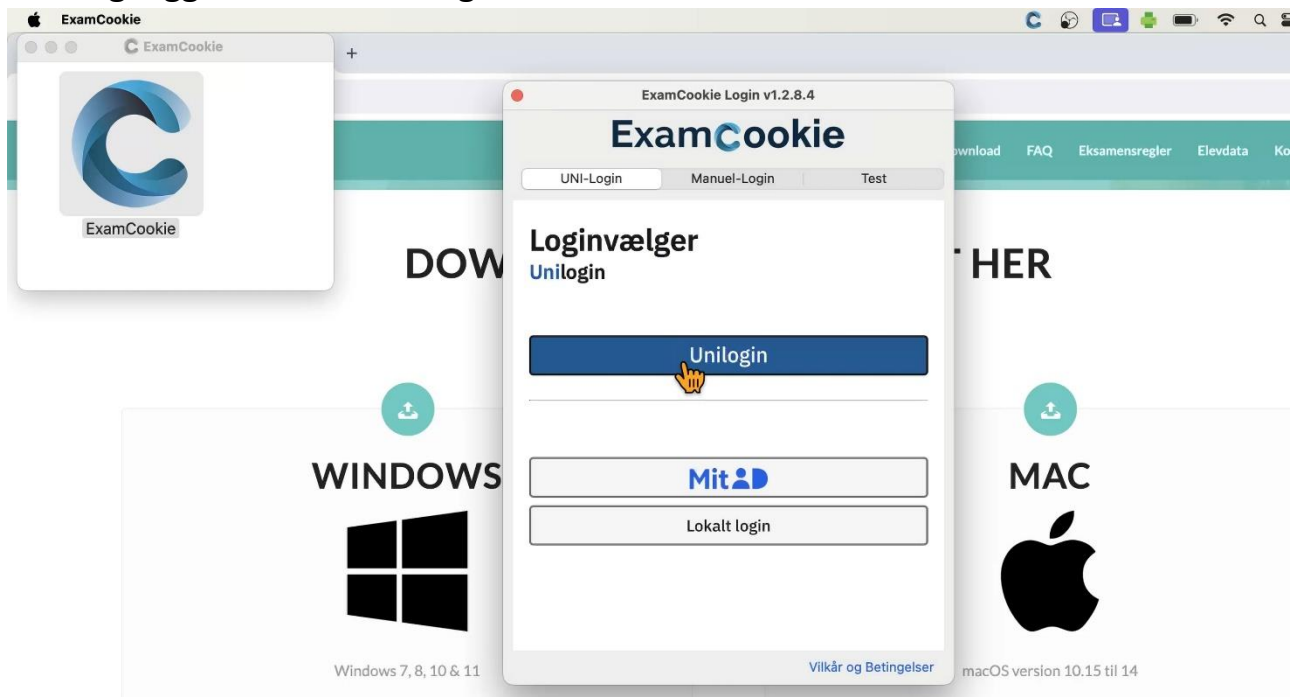 ExamCookie
ExamCookie
ExamCookie
ExamCookie Login v1.2.8.4
ExamCookie
UNI-Login Manuel-Login Test
Loginvælger
Unilogin
Unilogin
MitID
Lokalt login
Vilkår og Betingelser
FAQ Eksamensregler Elevdata
HER
WINDOWS
Windows 7, 8, 10 & 11
MAC
macOS version 10.15 til 14